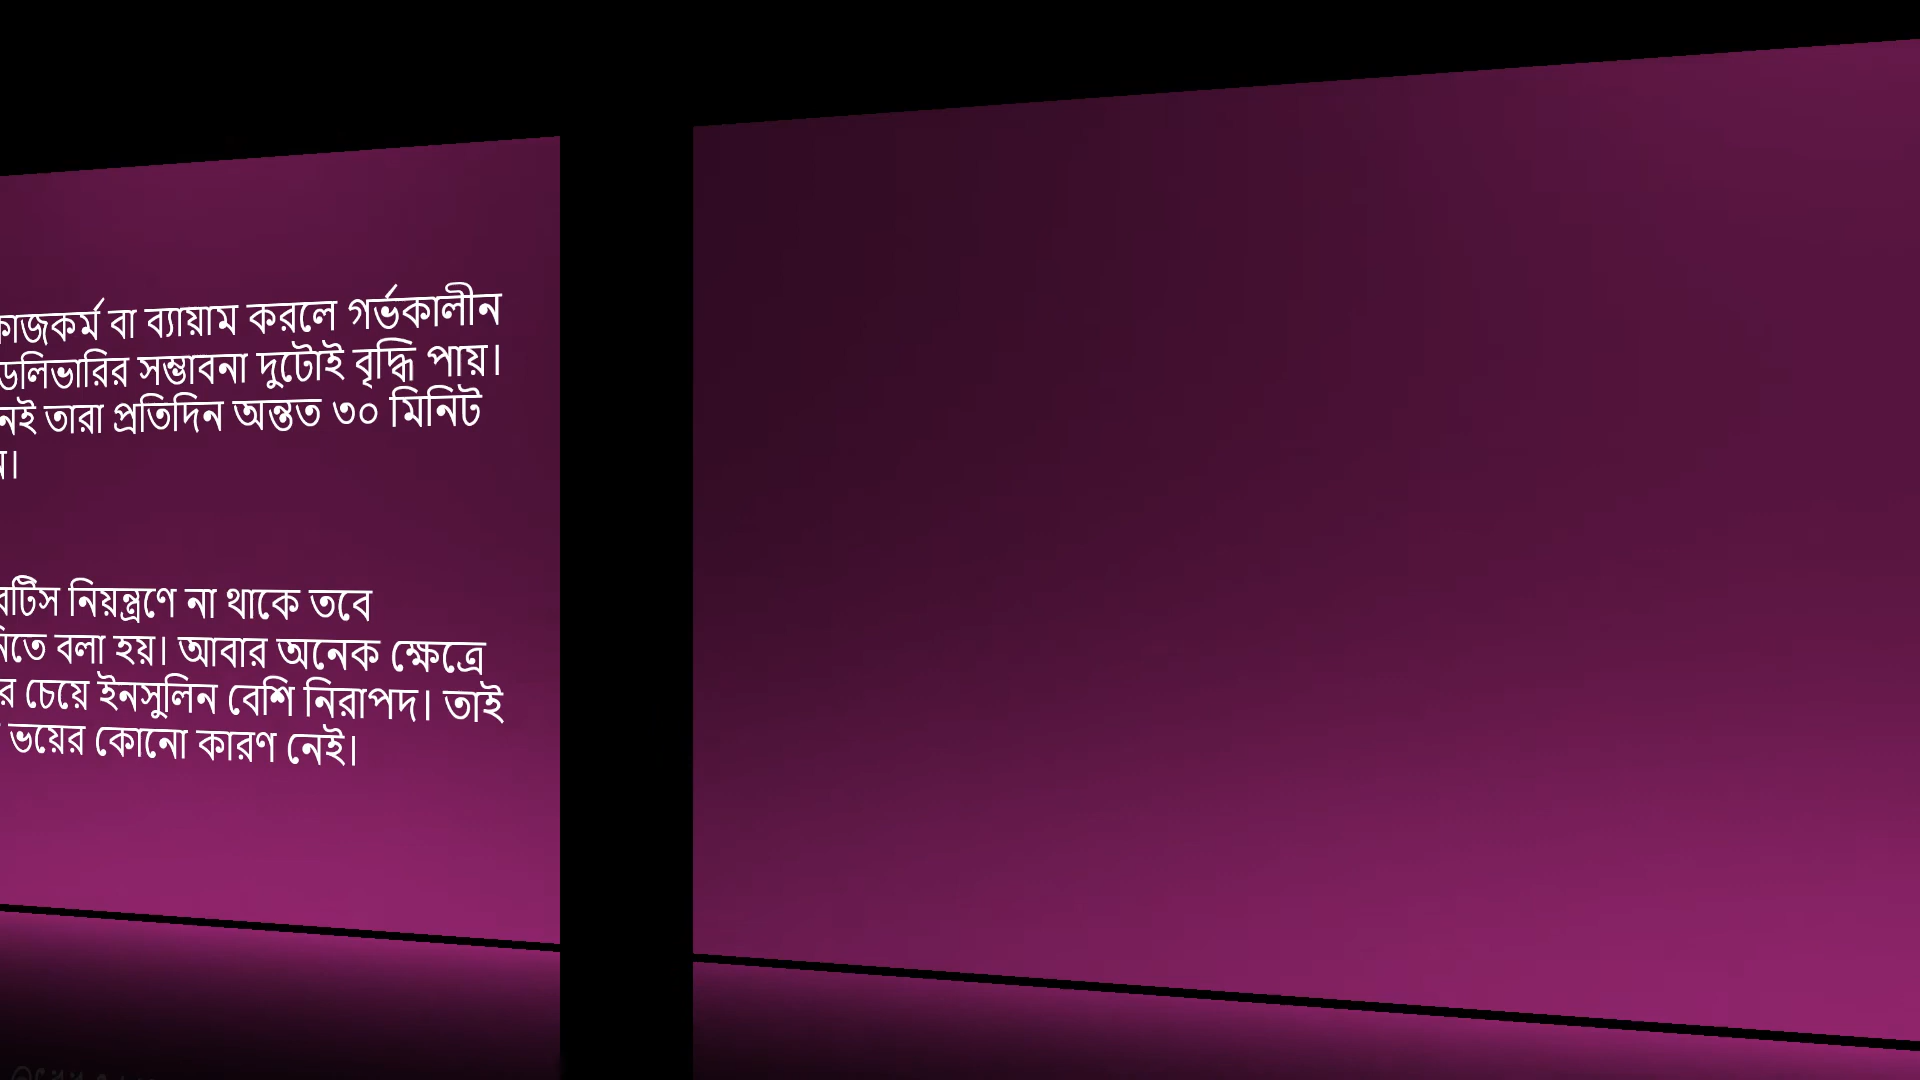 কাজকর্ম বা ব্যায়াম করলে গর্ভকালীন
ডেলিভারির সম্ভাবনা দুটোই বৃদ্ধি পায়।
নেই তারা প্রতিদিন অন্তত ৩০ মিনিট
নিয়ন্ত্রণে না থাকে তবে
নিতে বলা হয়। আবার অনেক ক্ষেত্রে
র চেয়ে ইনসুলিন বেশি নিরাপদ। তাই
ভয়ের কোনো কারণ নেই।